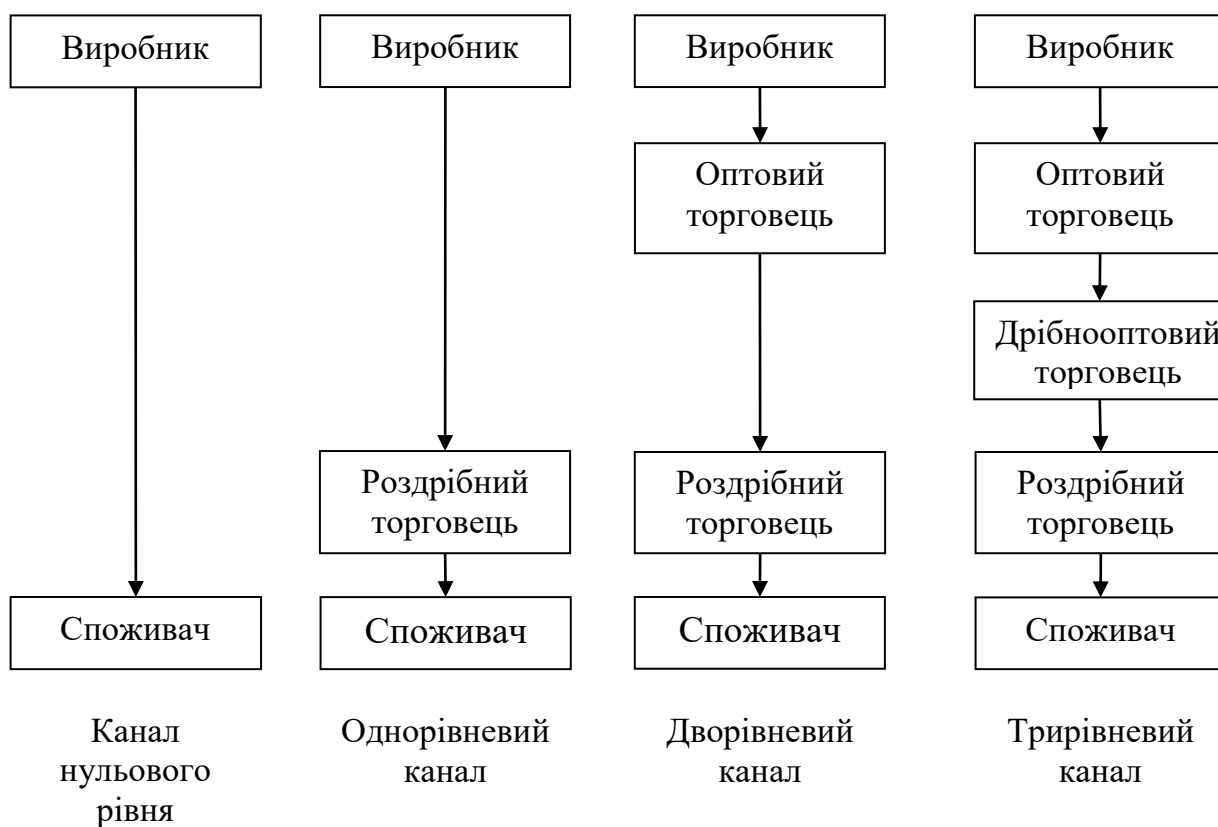 Виробник
Виробник
Виробник
Виробник
Оптовий
торговець
Оптовий
торговець
Дрібнооптовий
торговець
Роздрібний
торговець
Роздрібний
торговець
Роздрібний
торговець
Споживач
Споживач
Споживач
Споживач
Канал
нульового
рівня
Однорівневий
канал
Дворівневий
канал
Трирівневий
канал